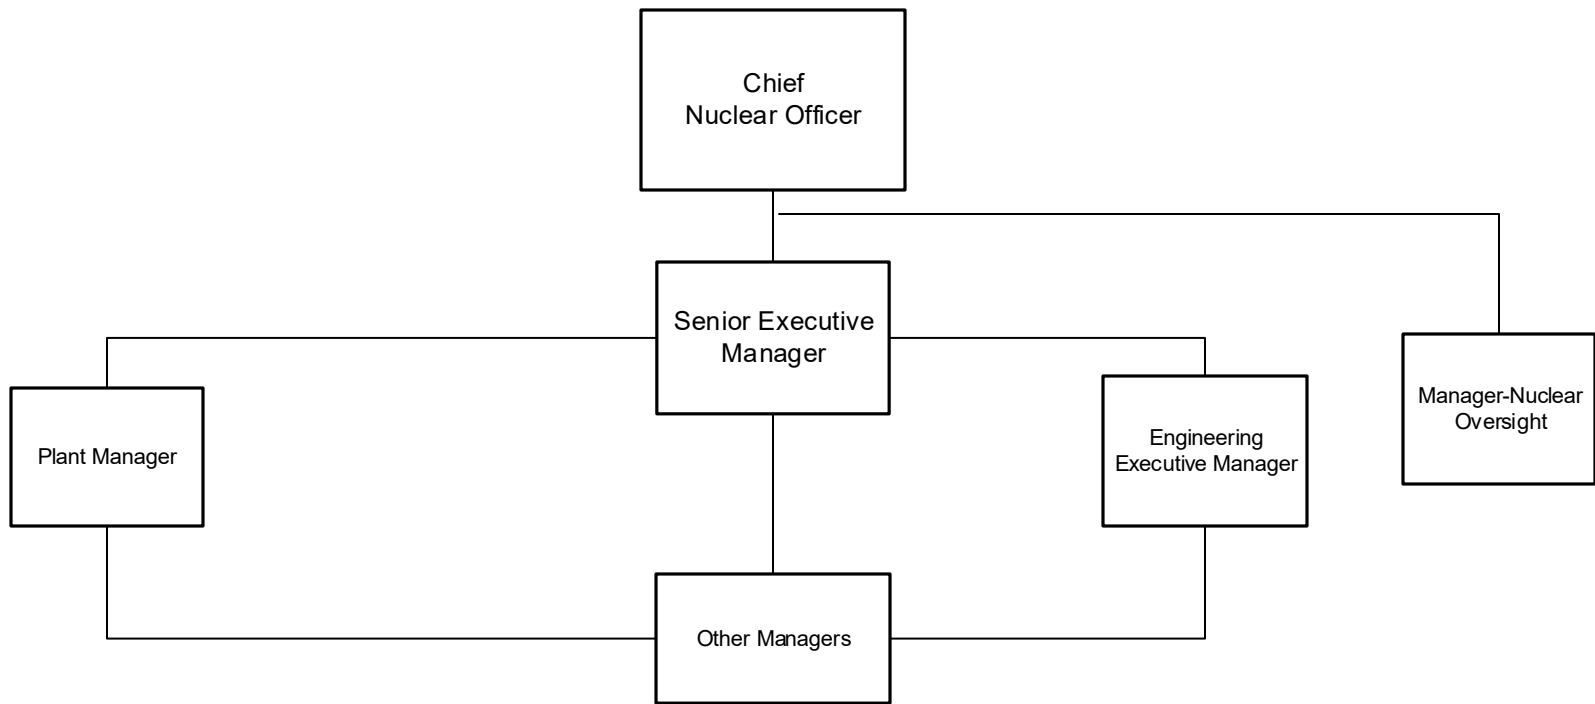 Chief
Nuclear Officer
Senior Executive
Manager
Plant Manager
Engineering
Executive Manager
Manager-Nuclear
Oversight
Other Managers